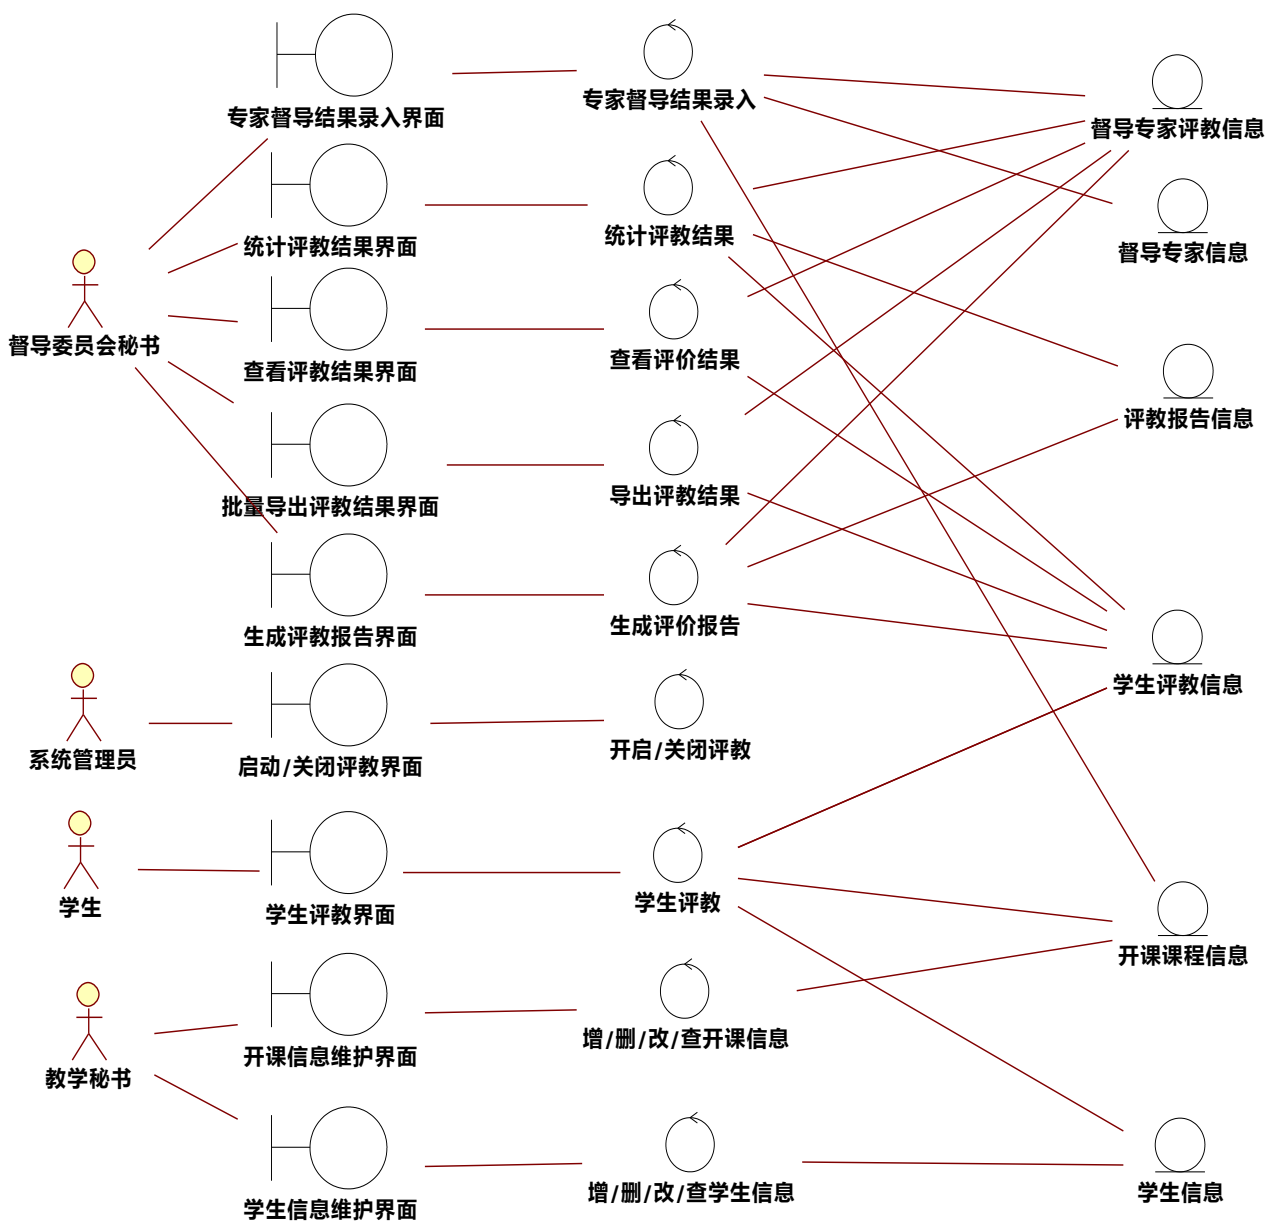 专家督导结果录入界面
专家督导结果录入
督导专家评教信息
统计评教结果界面
统计评教结果
督导专家信息
督导委员会秘书
查看评教结果界面
查看评价结果
评教报告信息
批量导出评教结果界面
导出评教结果
生成评教报告界面
生成评价报告
学生评教信息
系统管理员
启动/关闭评教界面
开启/关闭评教
学生
学生评教界面
学生评教
开课课程信息
教学秘书
开课信息维护界面
增/删/改/查开课信息
学生信息维护界面
增/删/改/查学生信息
学生信息